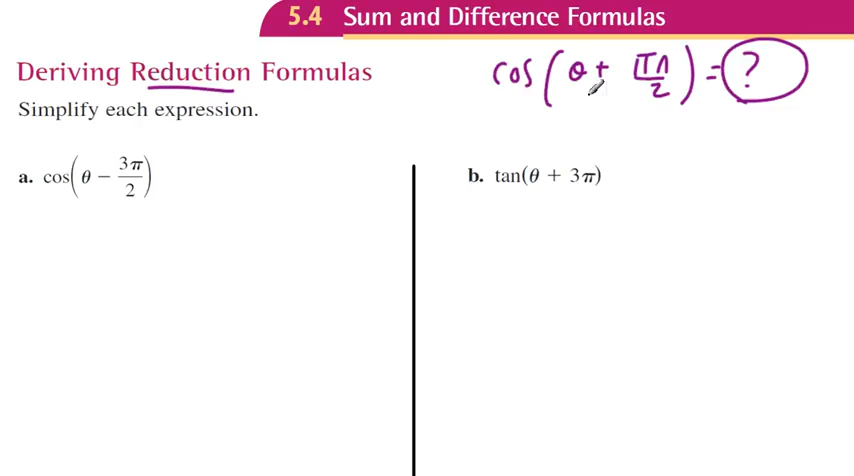 5.4 Sum and Difference Formulas
Deriving Reduction Formulas
cos(θ + πn/2) = ?
Simplify each expression.
a. cos(θ − 3π/2)
b. tan(θ + 3π)